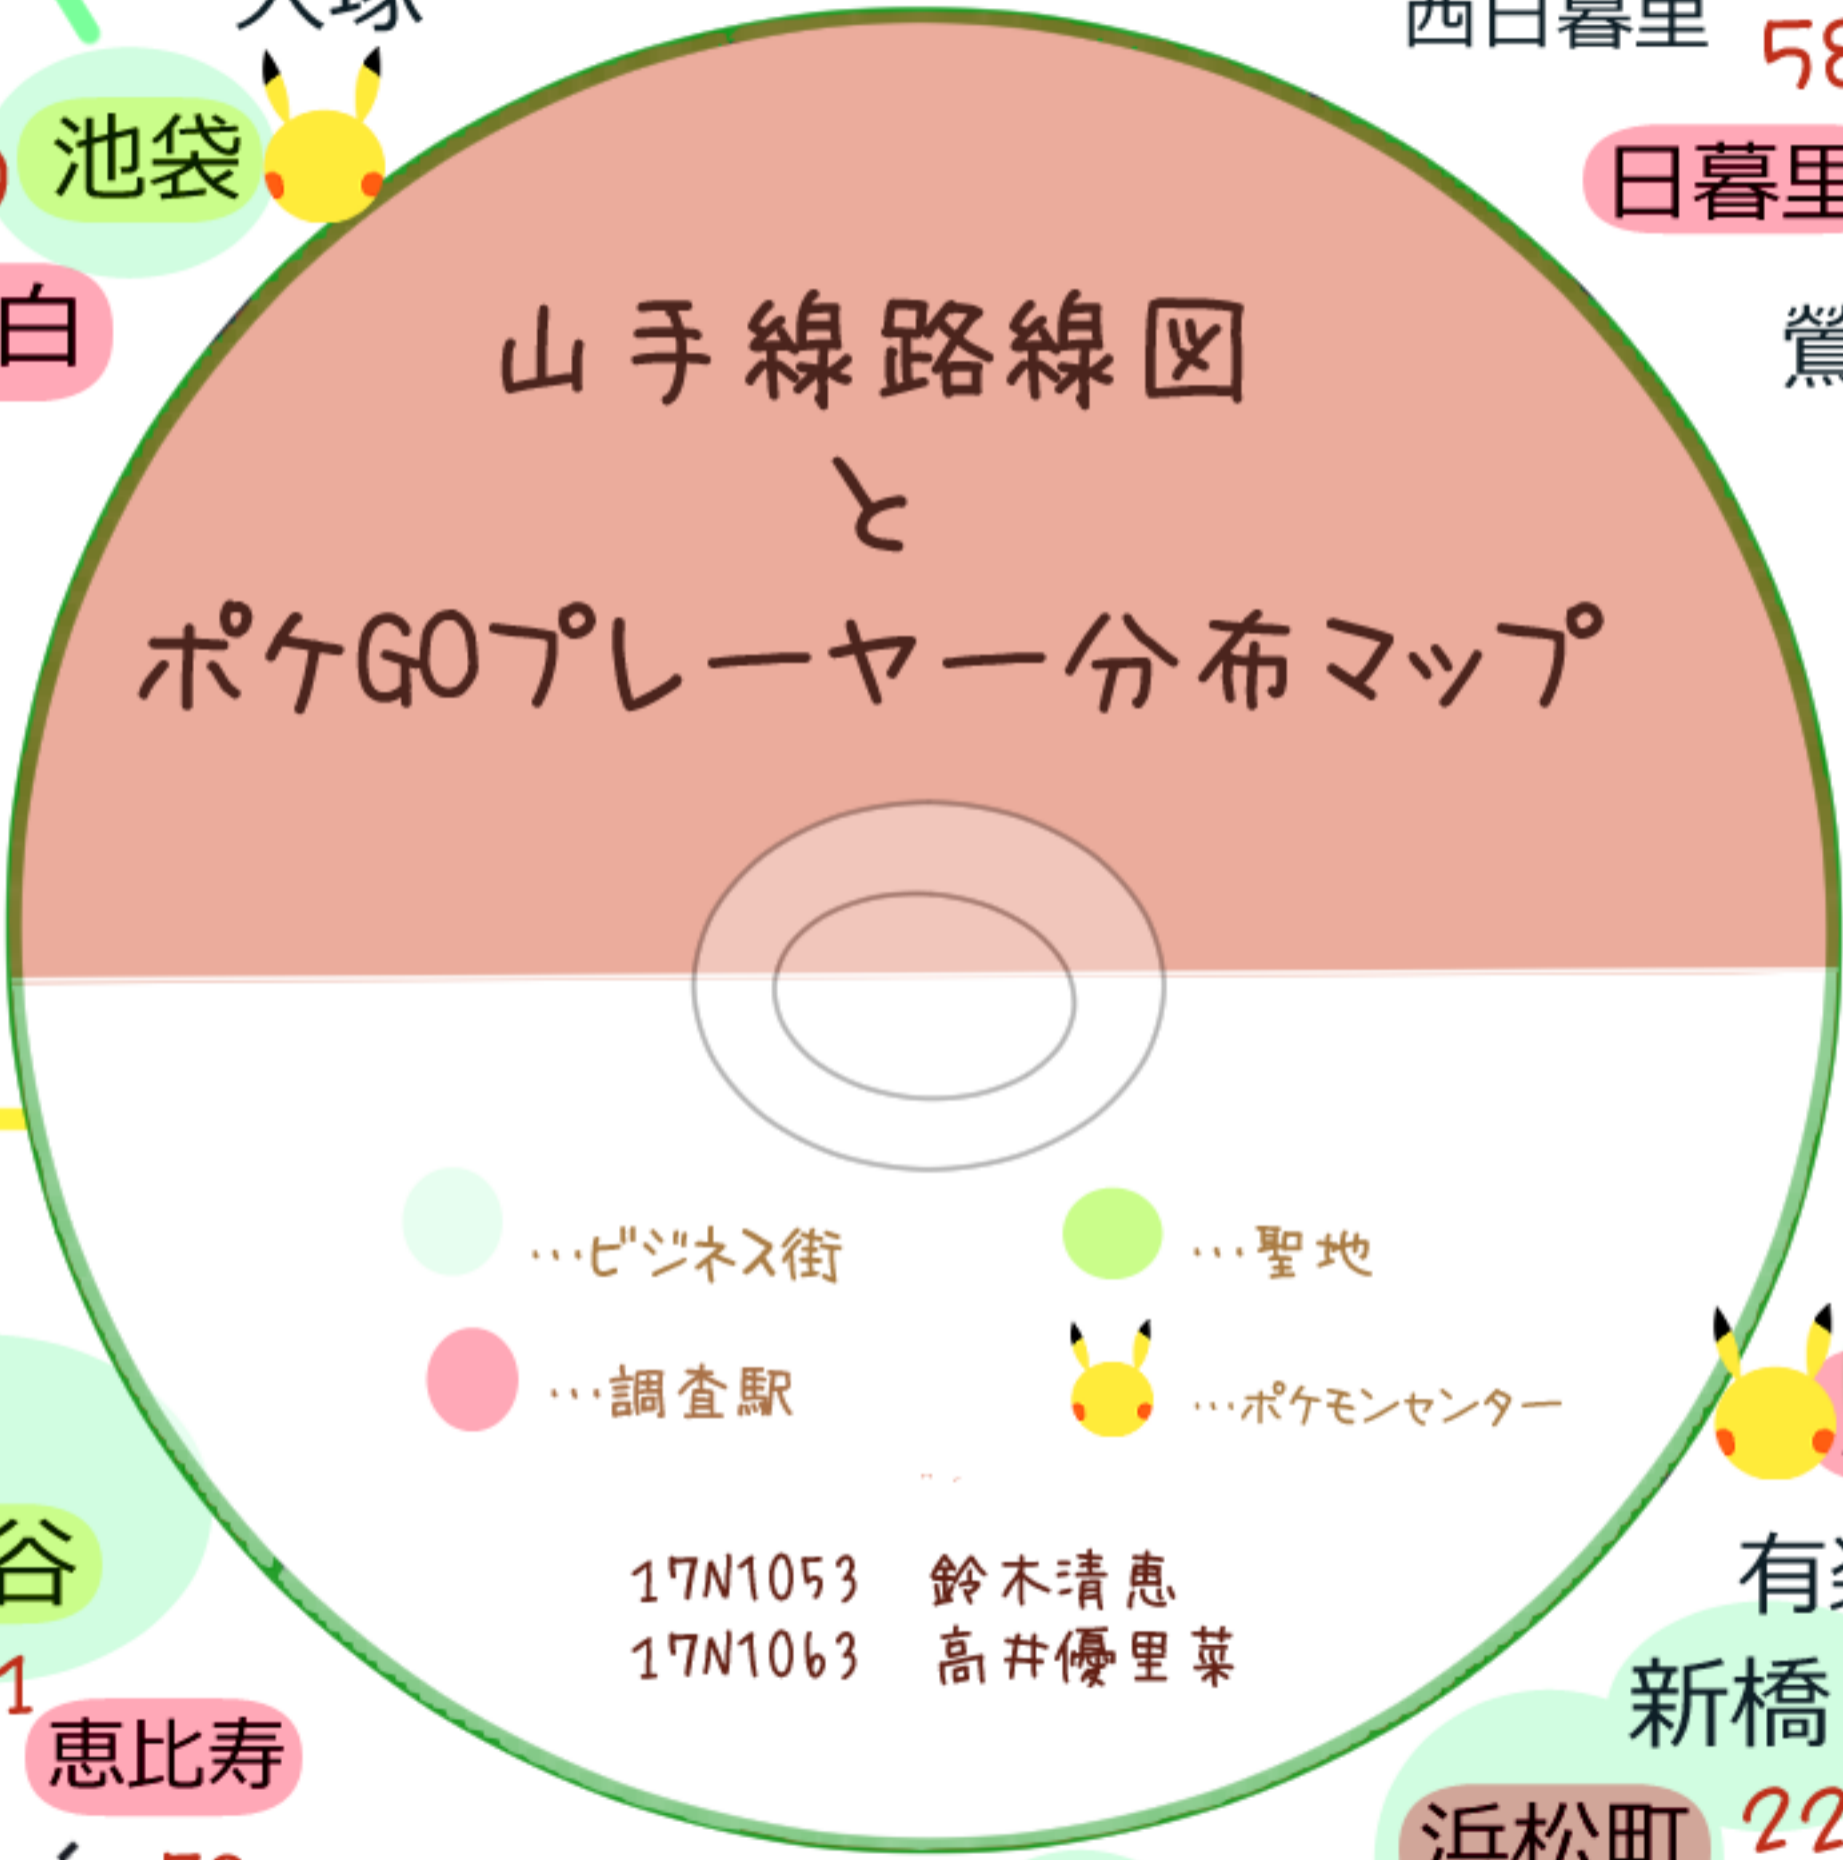 西日暮里
58
池袋
日暮里
白
山手線路線図
と
ポケGOプレーヤー分布マップ
…ビジネス街
…聖地
…調査駅
…ポケモンセンター
谷
17N1053 鈴木清恵
17N1063 高井優里菜
有
新橋
1
恵比寿
浜松町
22